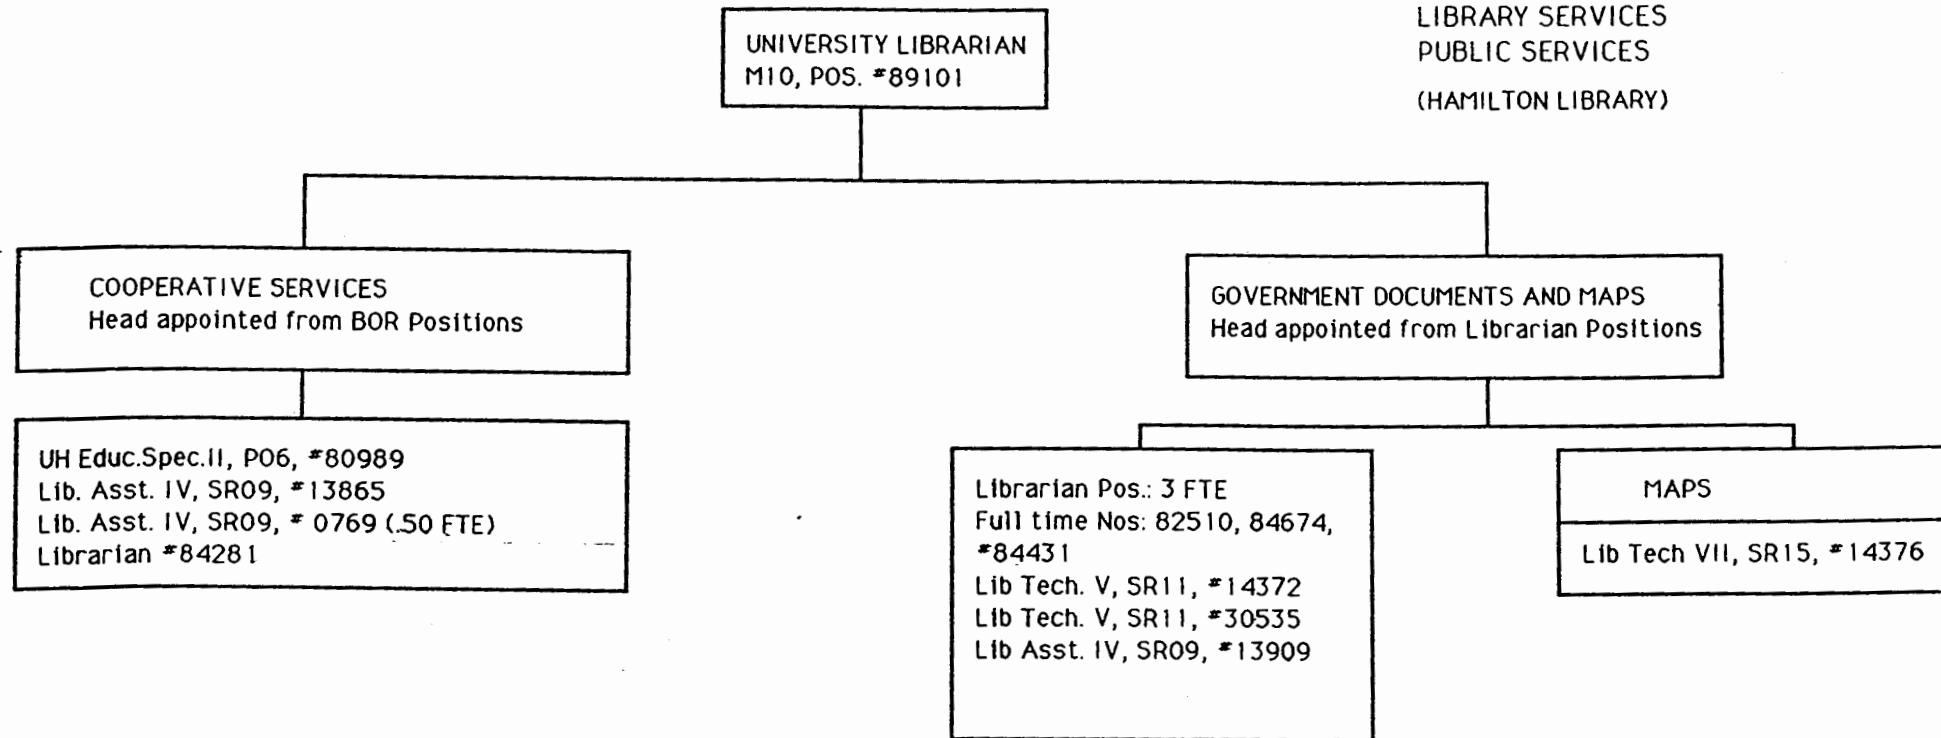 LIBRARY SERVICES
PUBLIC SERVICES
(HAMILTON LIBRARY)
UNIVERSITY LIBRARIAN
M10, POS. #89101
COOPERATIVE SERVICES
Head appointed from BOR Positions
GOVERNMENT DOCUMENTS AND MAPS
Head appointed from Librarian Positions
UH Educ.Spec.II, PO6, #80989
Lib. Asst. IV, SR09, #13865
Lib. Asst. IV, SR09, # 0769 (.50 FTE)
Librarian #84281
Librarian Pos.: 3 FTE
Full time Nos: 82510, 84674,
#84431
Lib Tech. V, SR11, #14372
Lib Tech. V, SR11, #30535
Lib Asst. IV, SR09, #13909
MAPS
Lib Tech VII, SR15, #14376